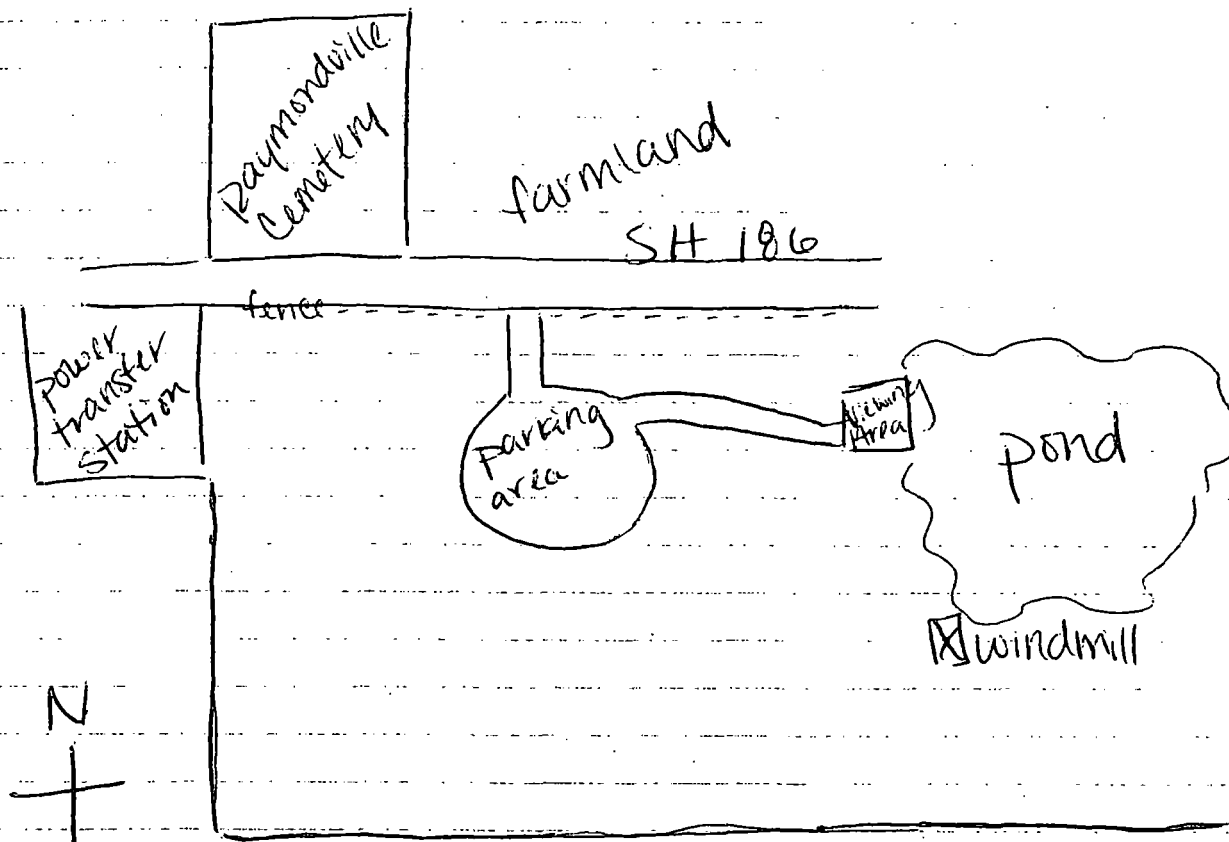 Raymondville
Cemetery
farmland
SH 186
fence
power
transfer
station
parking
area
Viewing
Area
pond
windmill
N